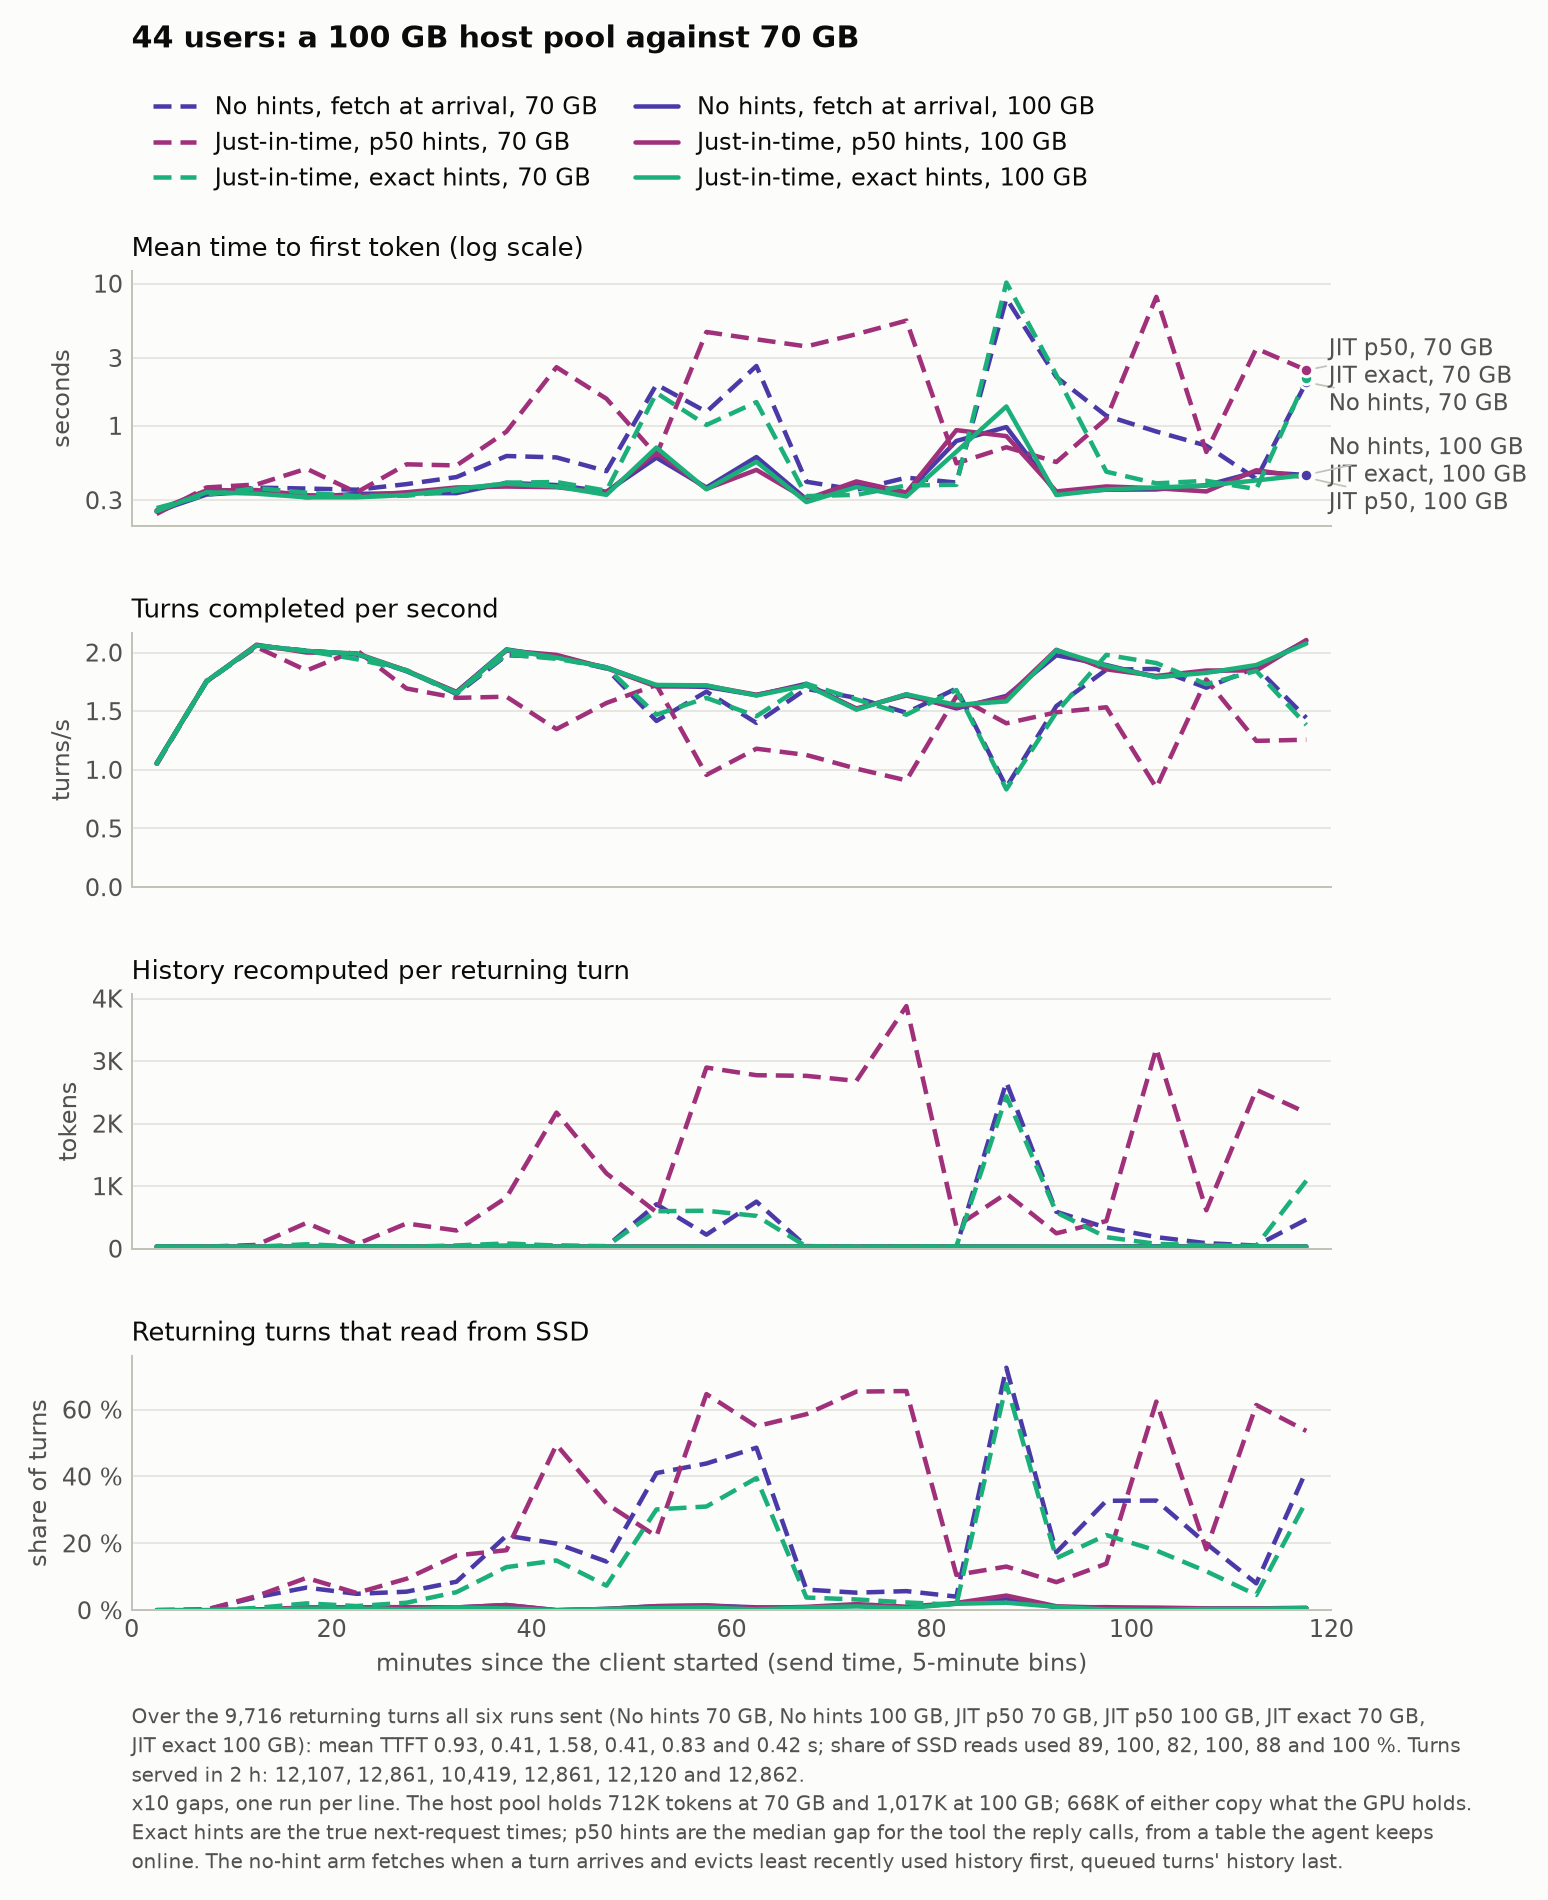 44 users: a 100 GB host pool against 70 GB
No hints, fetch at arrival, 70 GB
No hints, fetch at arrival, 100 GB
Just-in-time, p50 hints, 70 GB
Just-in-time, p50 hints, 100 GB
Just-in-time, exact hints, 70 GB
Just-in-time, exact hints, 100 GB
Mean time to first token (log scale)
seconds
10
3
1
0.3
JIT p50, 70 GB
JIT exact, 70 GB
No hints, 70 GB
No hints, 100 GB
JIT exact, 100 GB
JIT p50, 100 GB
Turns completed per second
turns/s
2.0
1.5
1.0
0.5
0.0
History recomputed per returning turn
tokens
4K
3K
2K
1K
0
Returning turns that read from SSD
share of turns
60 %
40 %
20 %
0 %
0 20 40 60 80 100 120
minutes since the client started (send time, 5-minute bins)
Over the 9,716 returning turns all six runs sent (No hints 70 GB, No hints 100 GB, JIT p50 70 GB, JIT p50 100 GB, JIT exact 70 GB,
JIT exact 100 GB): mean TTFT 0.93, 0.41, 1.58, 0.41, 0.83 and 0.42 s; share of SSD reads used 89, 100, 82, 100, 88 and 100 %. Turns
served in 2 h: 12,107, 12,861, 10,419, 12,861, 12,120 and 12,862.
x10 gaps, one run per line. The host pool holds 712K tokens at 70 GB and 1,017K at 100 GB; 668K of either copy what the GPU holds.
Exact hints are the true next-request times; p50 hints are the median gap for the tool the reply calls, from a table the agent keeps
online. The no-hint arm fetches when a turn arrives and evicts least recently used history first, queued turns' history last.